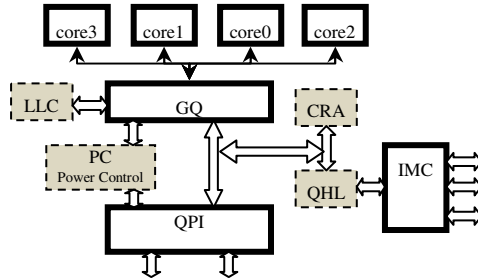 core3
core1
core0
core2
LLC
GQ
CRA
PC
Power Control
IMC
QHL
QPI